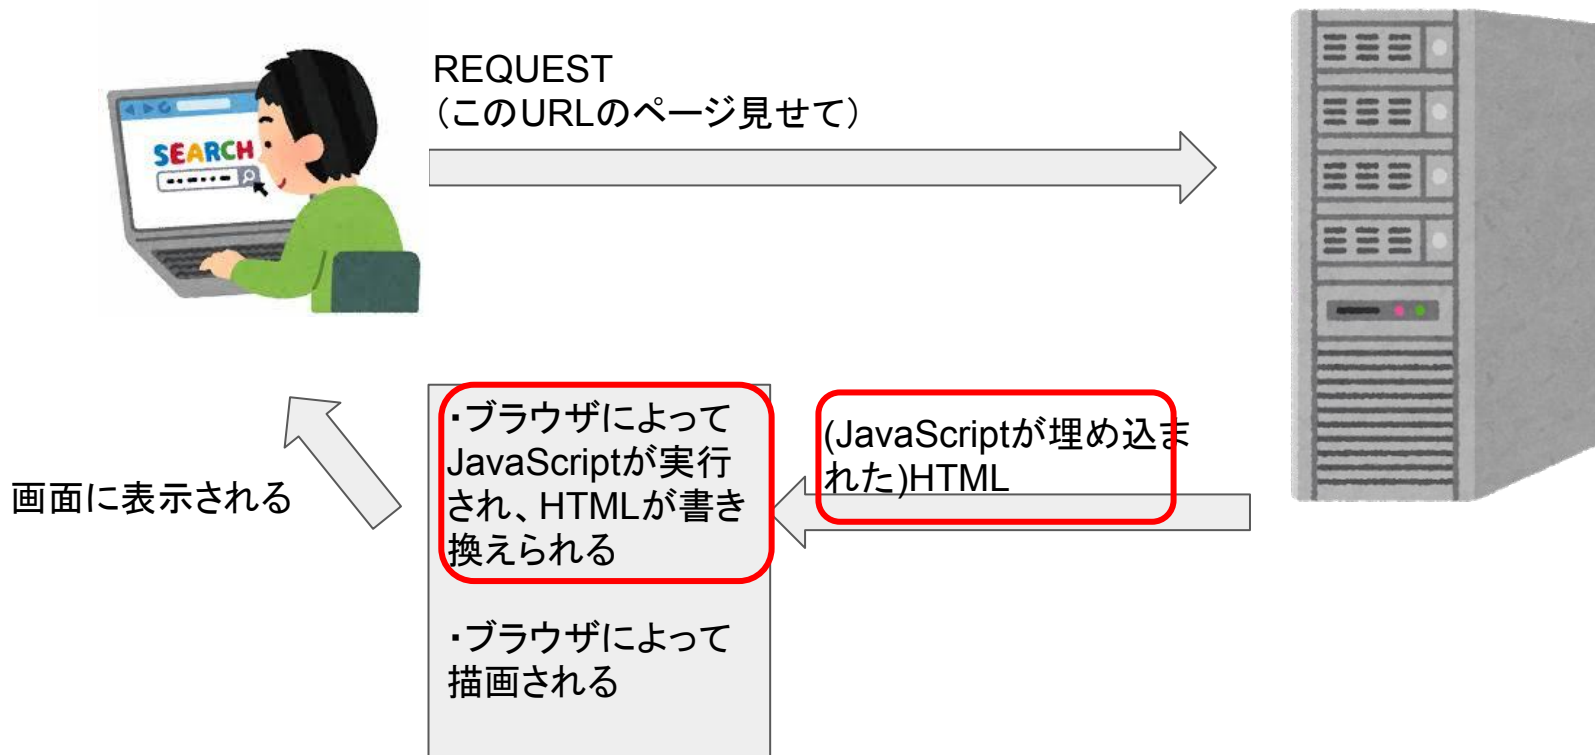 REQUEST
（このURLのページ見せて）
SEARCH
・ブラウザによって
JavaScriptが実行
され、HTMLが書き
換えられる
(JavaScriptが埋め込ま
れた)HTML
画面に表示される
・ブラウザによって
描画される